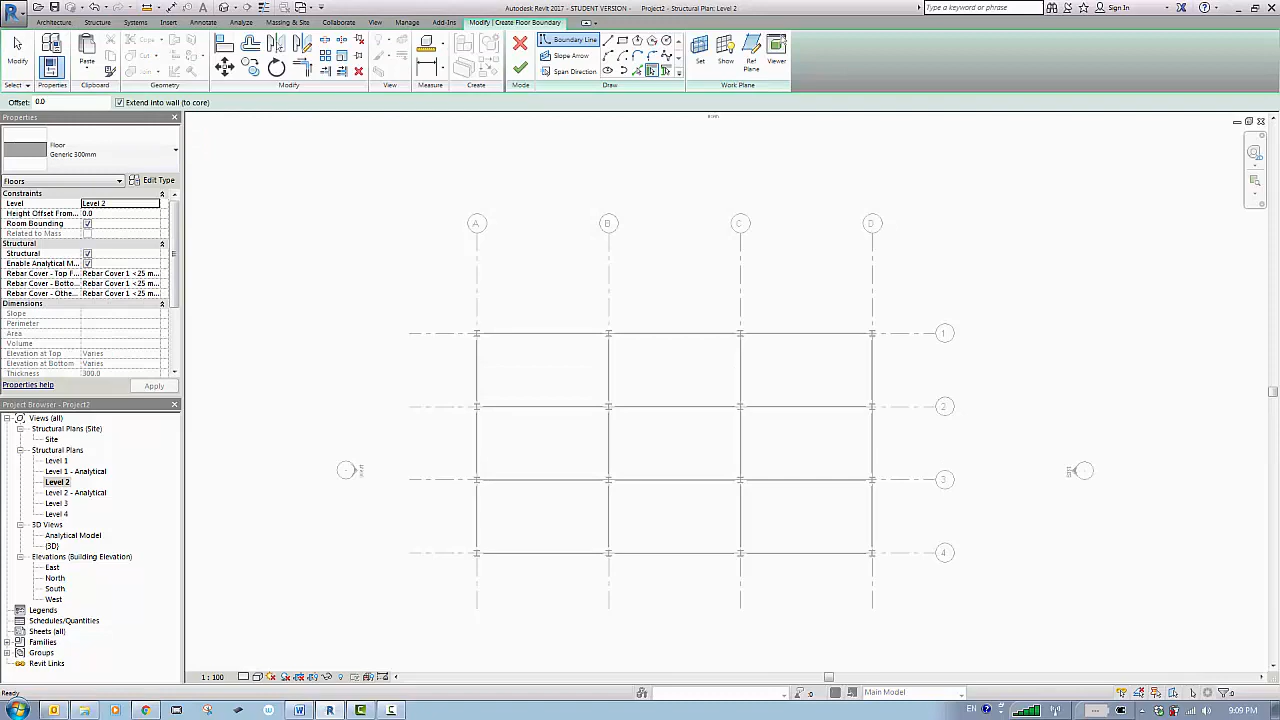 Autodesk Revit 2017 - STUDENT VERSION - Project2 - Structural Plan: Level 2
Type a keyword or phrase
Sign In
Architecture Structure Systems Insert Annotate Analyze Massing & Site Collaborate View Manage Add-Ins Modify | Create Floor Boundary
Modify
Paste
Cope
Cut
Join
Boundary Line
Slope Arrow
Span Direction
Set Show Ref Plane Viewer
Select Properties Clipboard Geometry Modify View Measure Create Mode Draw Work Plane
Offset: 0.0 Extend into wall (to core)
Properties
Floor
Generic 300mm
Floors Edit Type
Constraints
Level Level 2
Height Offset From... 0.0
Room Bounding
Related to Mass
Structural
Structural
Enable Analytical M...
Rebar Cover - Top F... Rebar Cover 1 <25 m...
Rebar Cover - Botto... Rebar Cover 1 <25 m...
Rebar Cover - Othe... Rebar Cover 1 <25 m...
Dimensions
Slope
Perimeter
Area
Volume
Elevation at Top Varies
Elevation at Bottom Varies
Thickness 300.0
Properties help Apply
Project Browser - Project2
Views (all)
Structural Plans (Site)
Site
Structural Plans
Level 1
Level 1 - Analytical
Level 2
Level 2 - Analytical
Level 3
Level 4
3D Views
Analytical Model
{3D}
Elevations (Building Elevation)
East
North
South
West
Legends
Schedules/Quantities
Sheets (all)
Families
Groups
Revit Links
A B C D
1
2
3
4
1 : 100
Ready
:0
Main Model
:0
EN
9:09 PM